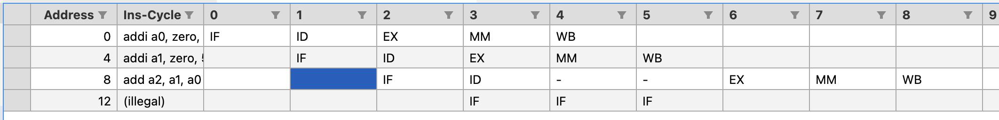 Address Ins-Cycle 0 1 2 3 4 5 6 7 8 9
0 addi a0, zero, IF ID EX MM WB
4 addi a1, zero, IF ID EX MM WB
8 add a2, a1, a0 IF ID - - EX MM WB
12 (illegal) IF IF IF